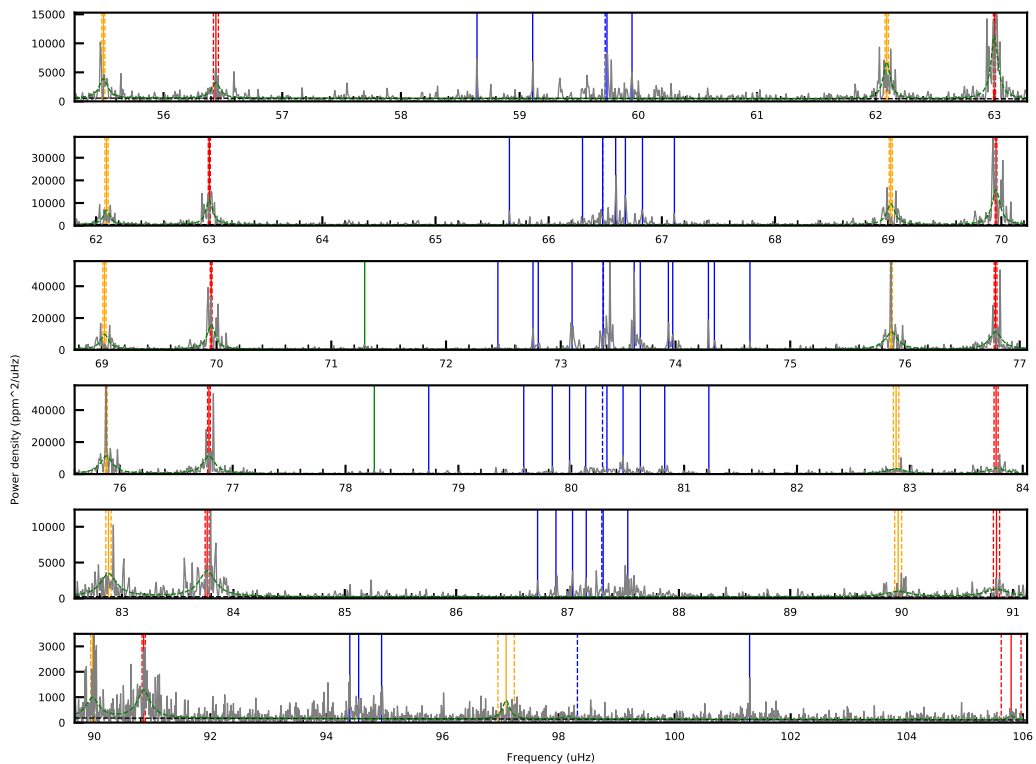 15000
10000
5000
0
56 57 58 59 60 61 62 63
30000
20000
10000
0
62 63 64 65 66 67 68 69 70
40000
20000
0
69 70 71 72 73 74 75 76 77
Power density (ppm^2/uHz)
40000
20000
0
76 77 78 79 80 81 82 83 84
10000
5000
0
83 84 85 86 87 88 89 90 91
3000
2000
1000
0
90 92 94 96 98 100 102 104 106
Frequency (uHz)